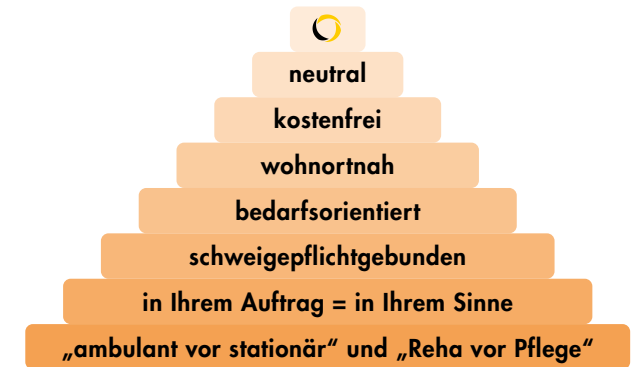 neutral
kostenfrei
wohnortnah
bedarfsorientiert
schweigepflichtgebunden
in Ihrem Auftrag = in Ihrem Sinne
„ambulant vor stationär“ und „Reha vor Pflege“